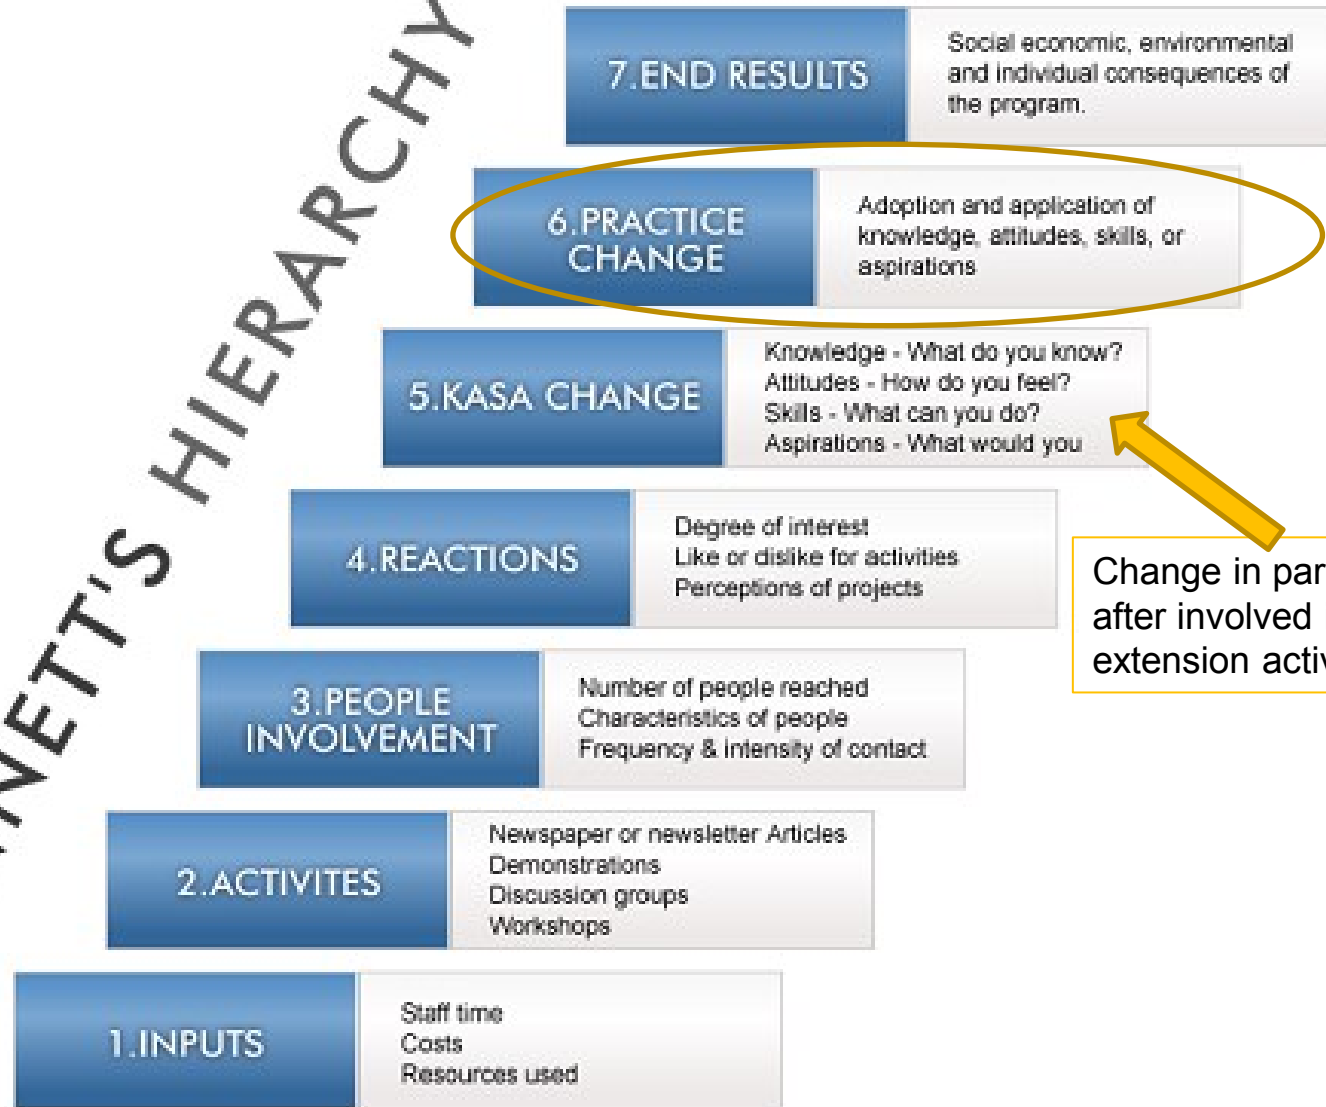 NETT'S HIERARCHY
7.END RESULTS
Social economic, environmental
and individual consequences of
the program.
6.PRACTICE
CHANGE
Adoption and application of
knowledge, attitudes, skills, or
aspirations
5.KASA CHANGE
Knowledge - What do you know?
Attitudes - How do you feel?
Skills - What can you do?
Aspirations - What would you
Change in par
after involved
extension activ
4.REACTIONS
Degree of interest
Like or dislike for activities
Perceptions of projects
3.PEOPLE
INVOLVEMENT
Number of people reached
Characteristics of people
Frequency & intensity of contact
2.ACTIVITES
Newspaper or newsletter Articles
Demonstrations
Discussion groups
Workshops
1.INPUTS
Staff time
Costs
Resources used